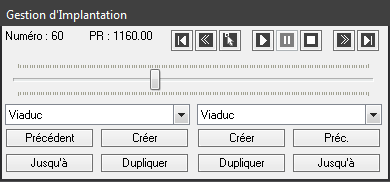 Gestion d'Implantation
Numéro : 60 PR : 1160.00
Viaduc Viaduc
Précédent Créer Créer Préc.
Jusqu'à Dupliquer Dupliquer Jusqu'à